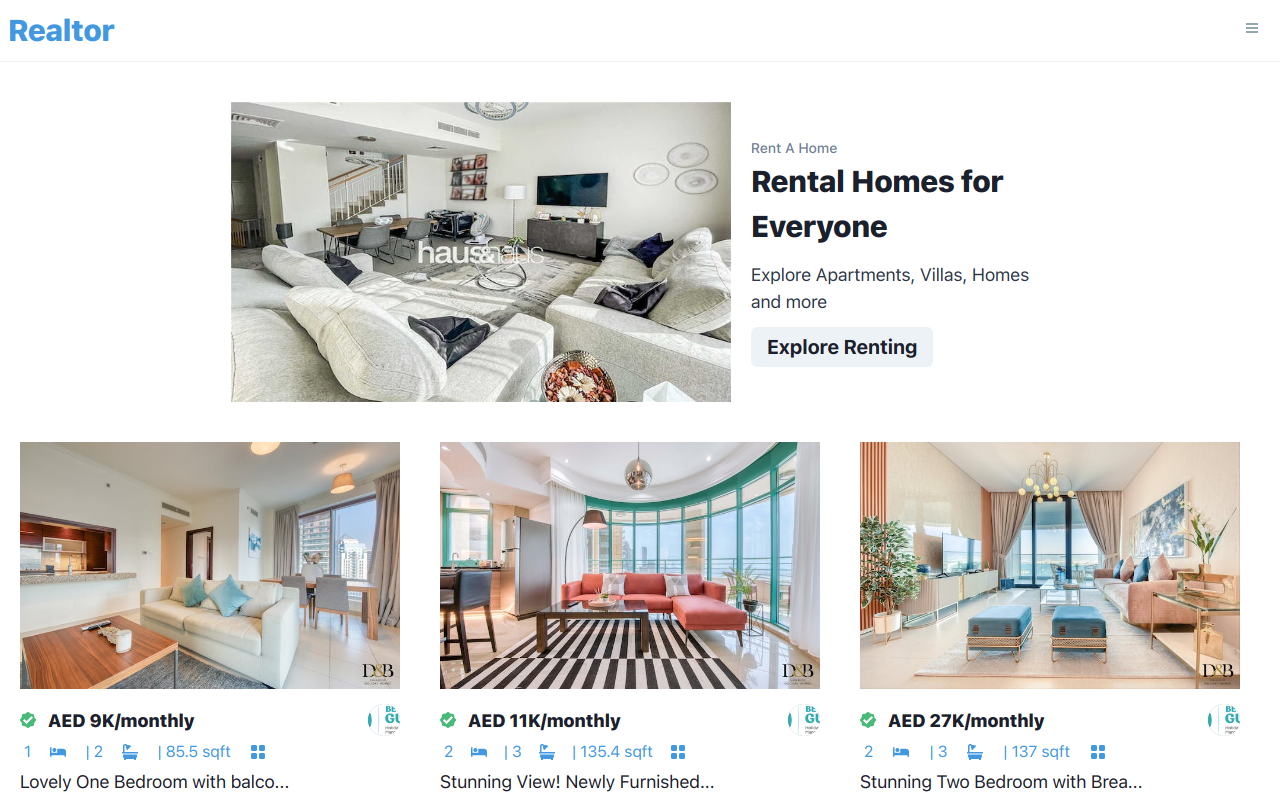 Realtor
haus&haus
Rent A Home
Rental Homes for
Everyone
Explore Apartments, Villas, Homes
and more
Explore Renting
D&B
D&B
D&B
AED 9K/monthly
1 | 2 | 85.5 sqft
Lovely One Bedroom with balco...
AED 11K/monthly
2 | 3 | 135.4 sqft
Stunning View! Newly Furnished...
AED 27K/monthly
2 | 3 | 137 sqft
Stunning Two Bedroom with Brea...